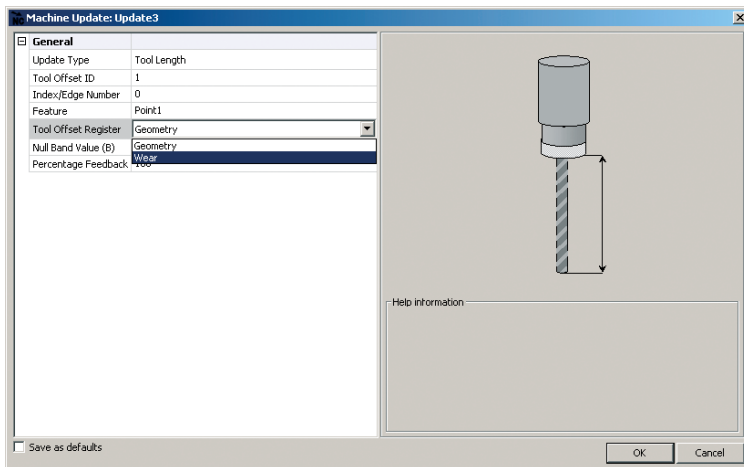 Machine Update: Update3
General
Update Type Tool Length
Tool Offset ID 1
Index/Edge Number 0
Feature Point1
Tool Offset Register Geometry
Null Band Value (B) Geometry
Wear
Percentage Feedback
Help information
Save as defaults
OK Cancel